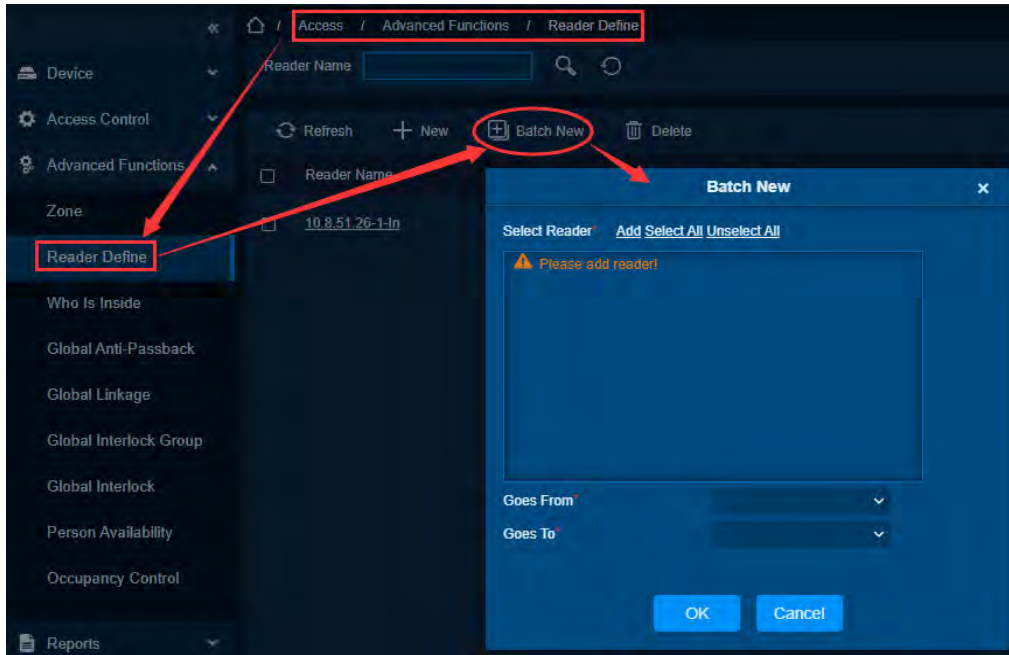 « / Access / Advanced Functions / Reader Define
Reader Name
Device
Access Control
Advanced Functions
Zone
Reader Define
Who Is Inside
Global Anti-Passback
Global Linkage
Global Interlock Group
Global Interlock
Person Availability
Occupancy Control
Reports
Refresh New Batch New Delete
Reader Name
10.8.51.26-1-In
Batch New ×
Select Reader* Add Select All Unselect All
Please add reader!
Goes From*
Goes To*
OK Cancel